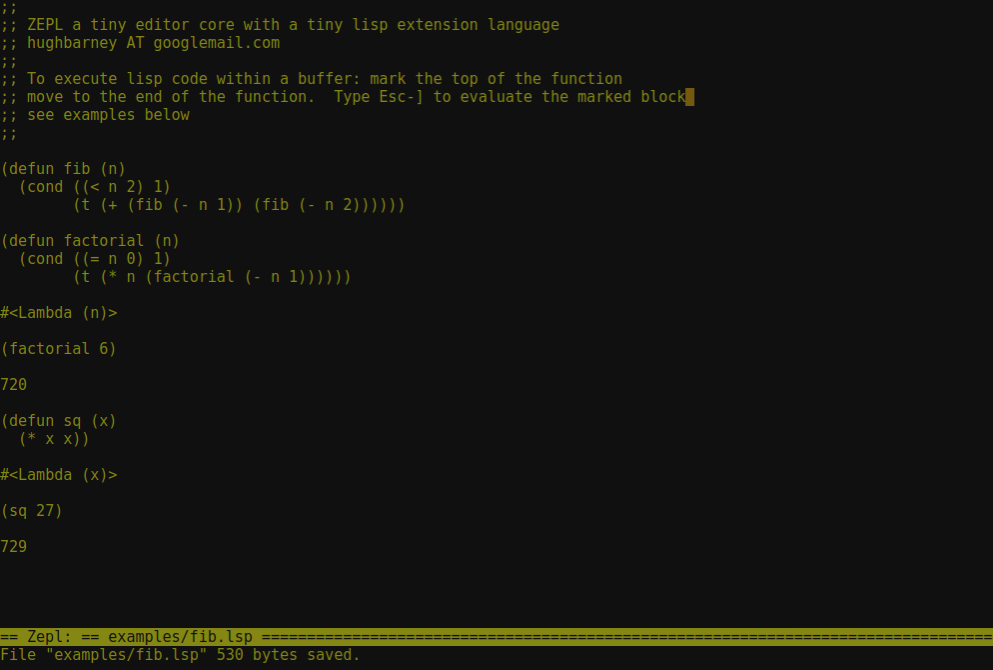 ;;
;; ZEPL a tiny editor core with a tiny lisp extension language
;; hughbarney AT googlemail.com
;;
;; To execute lisp code within a buffer: mark the top of the function
;; move to the end of the function.  Type Esc-] to evaluate the marked block
;; see examples below
;;

(defun fib (n)
  (cond ((< n 2) 1)
        (t (+ (fib (- n 1)) (fib (- n 2))))))

(defun factorial (n)
  (cond ((= n 0) 1)
        (t (* n (factorial (- n 1))))))

#<Lambda (n)>

(factorial 6)

720

(defun sq (x)
  (* x x))

#<Lambda (x)>

(sq 27)

729

== Zepl: == examples/fib.lsp =================================================================================
File "examples/fib.lsp" 530 bytes saved.